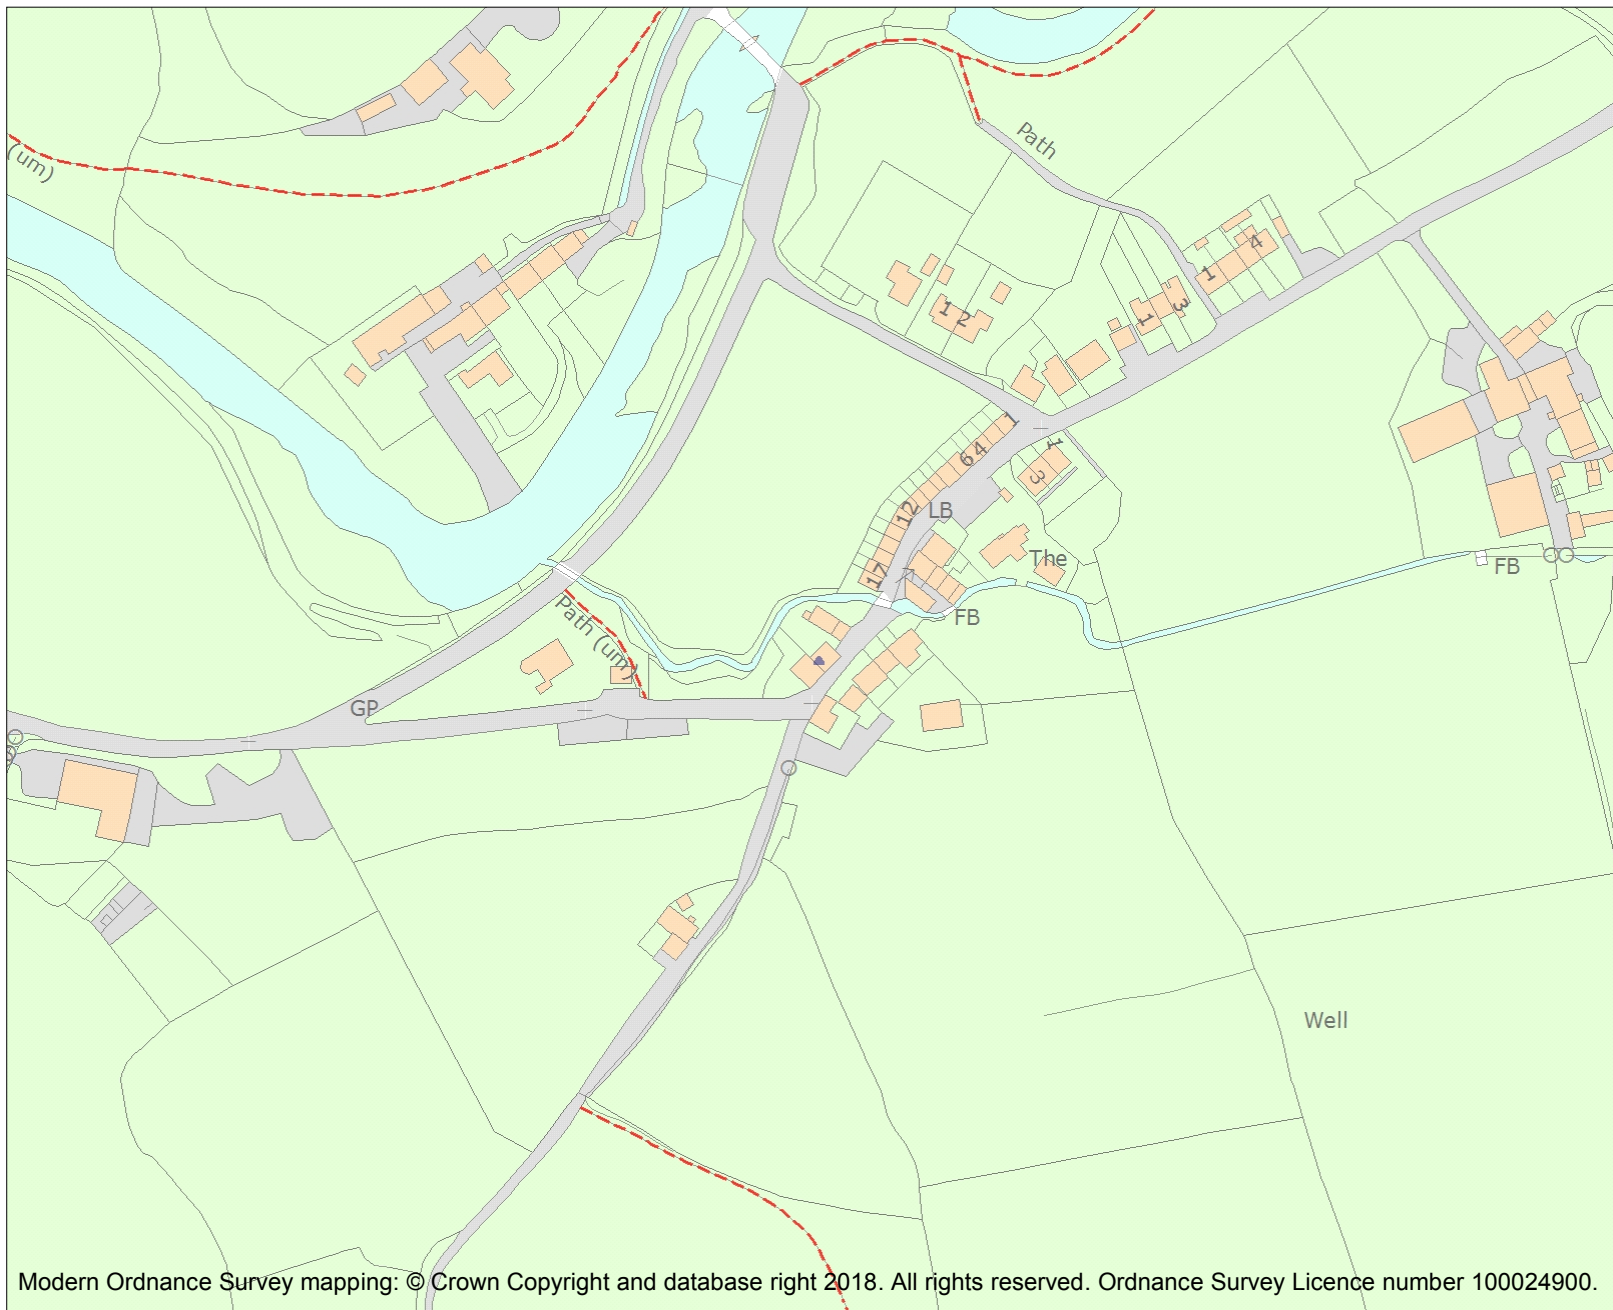 Path
(um)
4
1
3
1
1 2
1
6 4
1
3
12
LB
17
The
FB
FB
Path (um)
GP
Well
Modern Ordnance Survey mapping: © Crown Copyright and database right 2018. All rights reserved. Ordnance Survey Licence number 100024900.